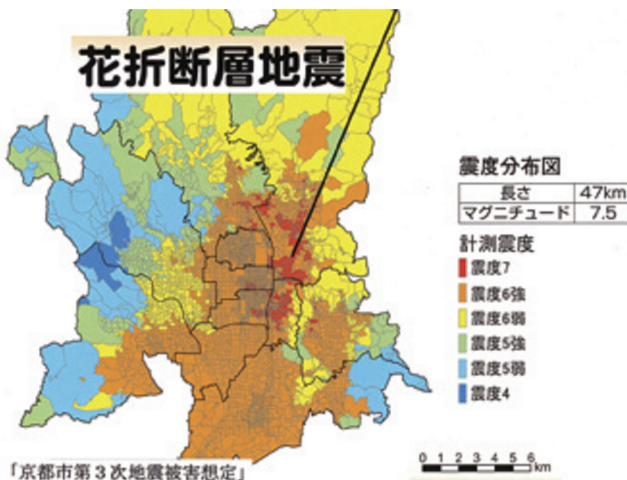 花折断層地震
震度分布図
長さ 47km
マグニチュード 7.5
計測震度
震度7
震度6強
震度6弱
震度5強
震度5弱
震度4
0 1 2 3 4 5 6
km
「京都市第3次地震被害想定」